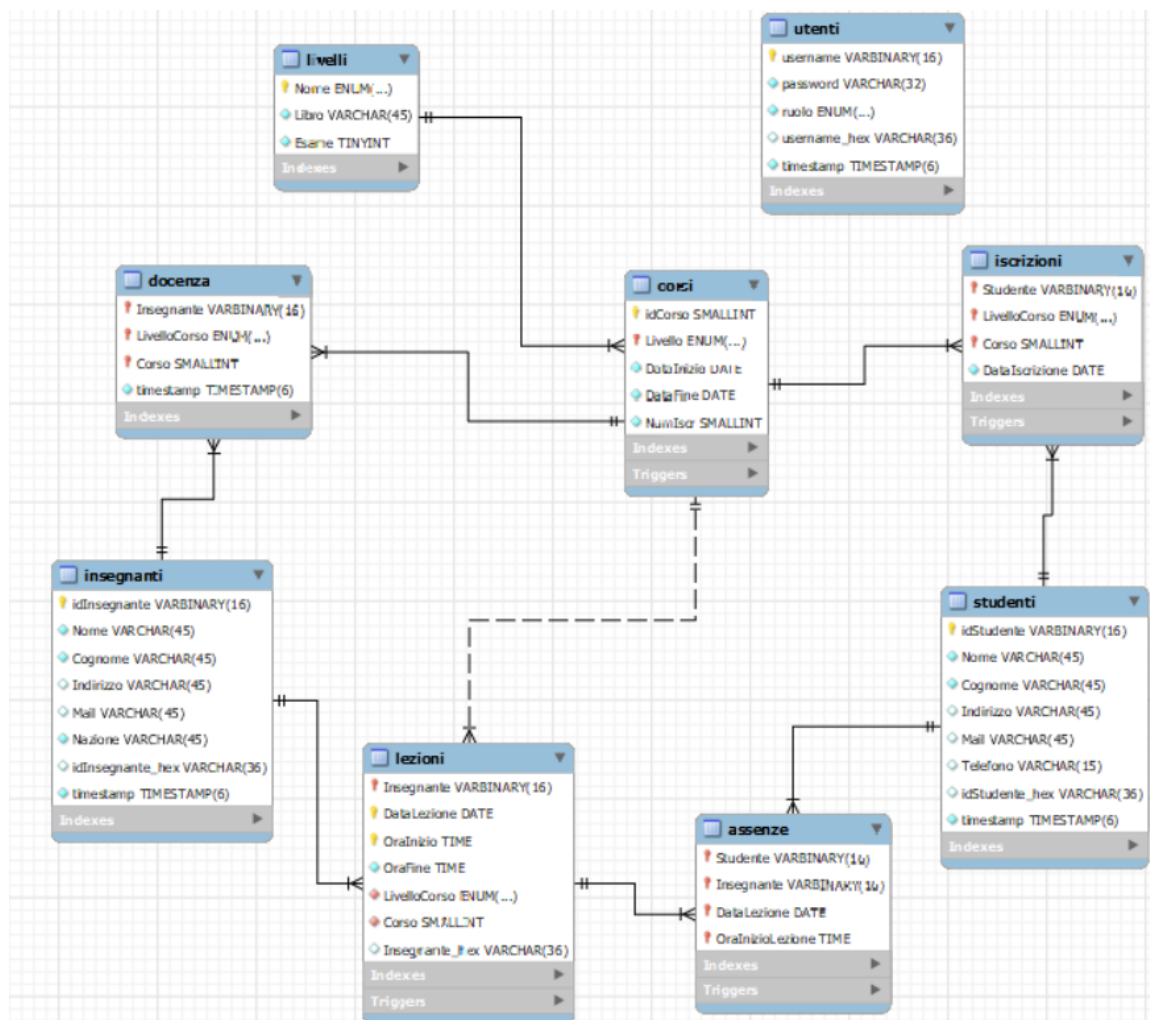 utenti
username VARBINARY(16)
password VARCHAR(32)
ruolo ENUM(...)
username_hex VARCHAR(36)
timestamp TIMESTAMP(6)
Indexes
livelli
Nome ENUM(...)
Libro VARCHAR(45)
Esame TINYINT
Indexes
docenza
Insegnante VARBINARY(16)
LivelloCorso ENUM(...)
Corso SMALLINT
timestamp TIMESTAMP(6)
Indexes
corsi
idCorso SMALLINT
Livello ENUM(...)
DataInizio DATE
DataFine DATE
NumIscr SMALLINT
Indexes
Triggers
iscrizioni
Studente VARBINARY(16)
LivelloCorso ENUM(...)
Corso SMALLINT
DataIscrizione DATE
Indexes
Triggers
insegnanti
idInsegnante VARBINARY(16)
Nome VARCHAR(45)
Cognome VARCHAR(45)
Indirizzo VARCHAR(45)
Mail VARCHAR(45)
Nazione VARCHAR(45)
idInsegnante_hex VARCHAR(36)
timestamp TIMESTAMP(6)
Indexes
studenti
idStudente VARBINARY(16)
Nome VARCHAR(45)
Cognome VARCHAR(45)
Indirizzo VARCHAR(45)
Mail VARCHAR(45)
Telefono VARCHAR(15)
idStudente_hex VARCHAR(36)
timestamp TIMESTAMP(6)
Indexes
lezioni
Insegnante VARBINARY(16)
DataLezione DATE
OraInizio TIME
OraFine TIME
LivelloCorso ENUM(...)
Corso SMALLINT
Insegnante_hex VARCHAR(36)
Indexes
Triggers
assenze
Studente VARBINARY(16)
Insegnante VARBINARY(16)
DataLezione DATE
OraInizioLezione TIME
Indexes
Triggers